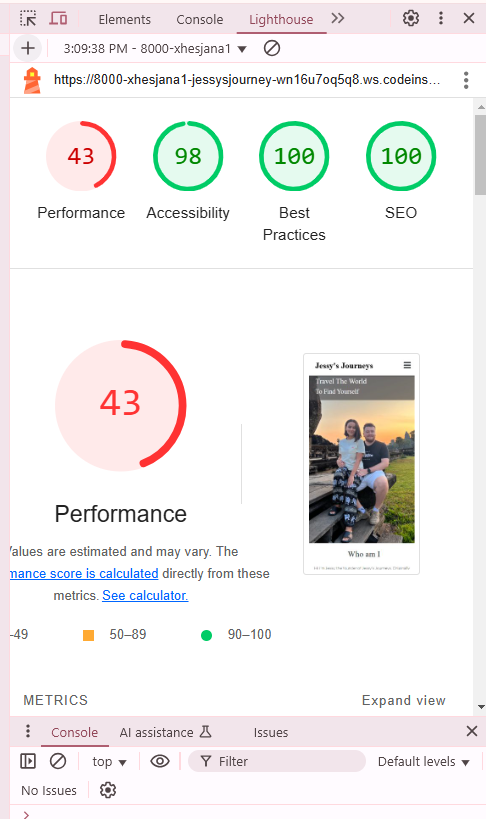 Elements Console Lighthouse
3:09:38 PM - 8000-xhesjana1
https://8000-xhesjana1-jessysjourney-wn16u7oq5q8.ws.codeins...
43 98 100 100
Performance Accessibility Best Practices SEO
43
Jessy's Journeys
Travel The World
To Find Yourself
Who am I
Performance
Values are estimated and may vary. The
mance score is calculated directly from these
metrics. See calculator.
-49 50–89 90–100
METRICS Expand view
Console AI assistance Issues
top Filter Default levels
No Issues